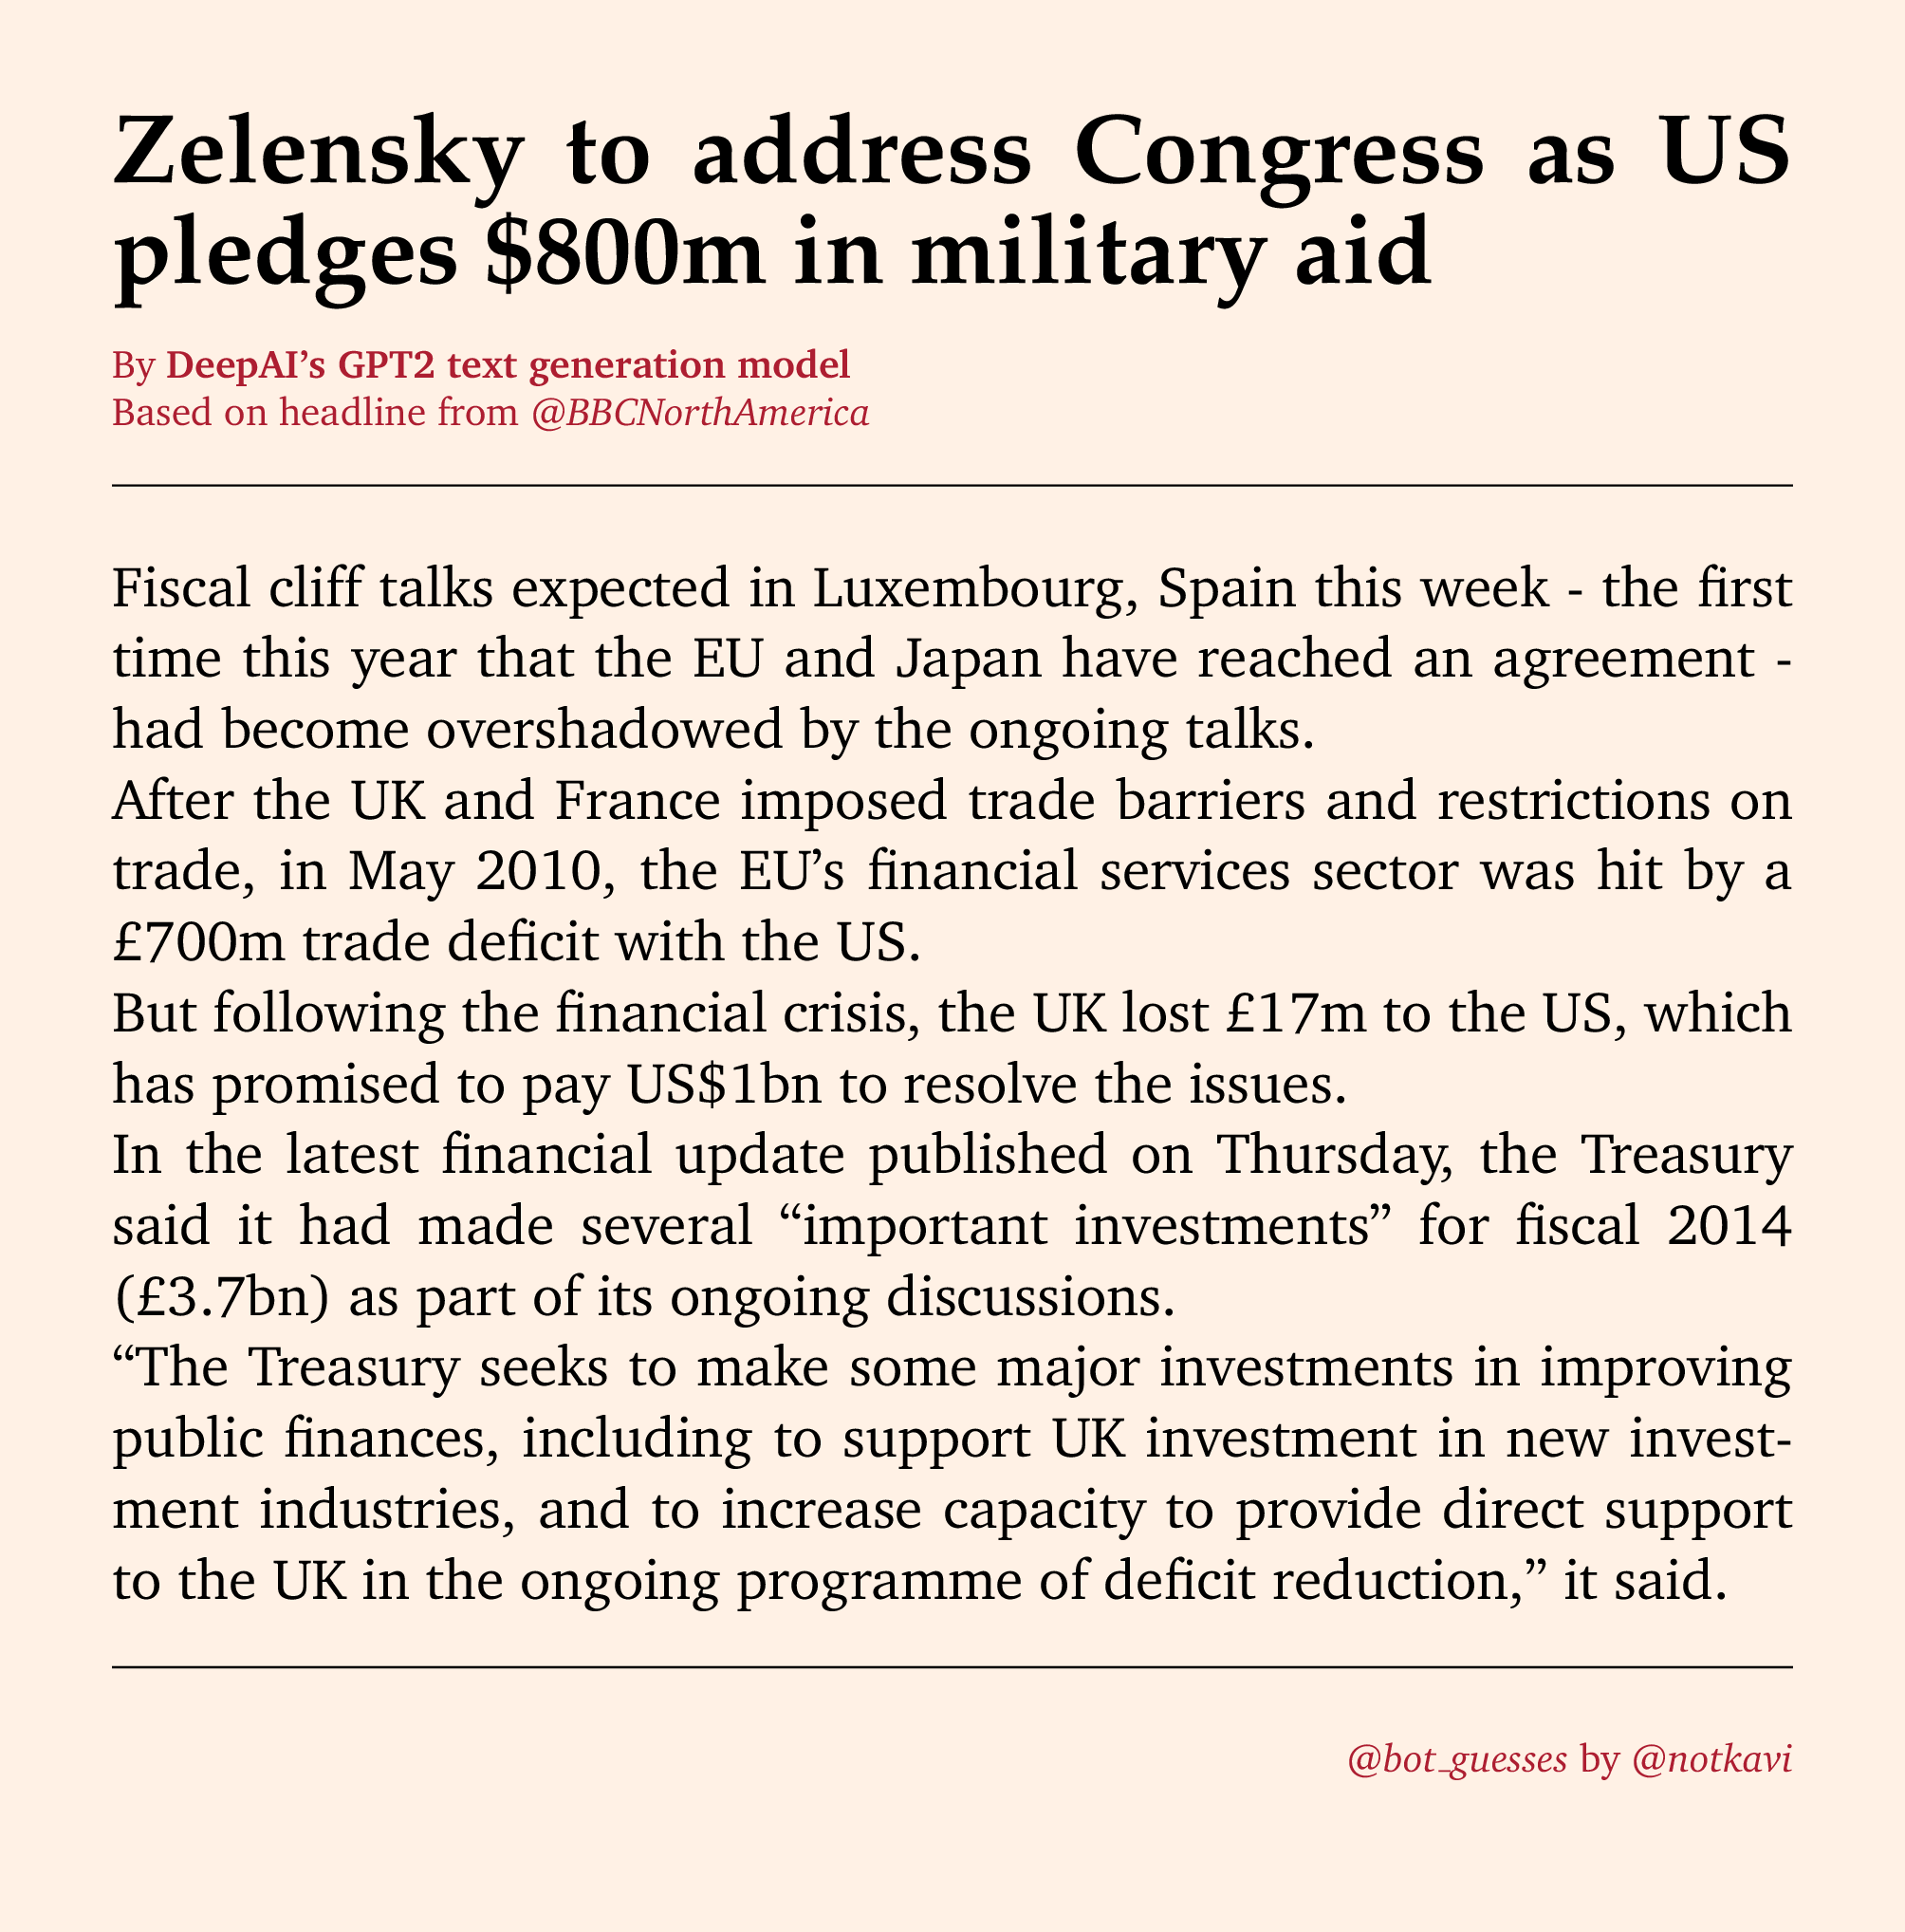 Zelensky to address Congress as US
pledges $800m in military aid
By DeepAI’s GPT2 text generation model
Based on headline from @BBCNorthAmerica
Fiscal cliff talks expected in Luxembourg, Spain this week - the first
time this year that the EU and Japan have reached an agreement -
had become overshadowed by the ongoing talks.
After the UK and France imposed trade barriers and restrictions on
trade, in May 2010, the EU’s financial services sector was hit by a
£700m trade deficit with the US.
But following the financial crisis, the UK lost £17m to the US, which
has promised to pay US$1bn to resolve the issues.
In the latest financial update published on Thursday, the Treasury
said it had made several “important investments” for fiscal 2014
(£3.7bn) as part of its ongoing discussions.
“The Treasury seeks to make some major investments in improving
public finances, including to support UK investment in new invest-
ment industries, and to increase capacity to provide direct support
to the UK in the ongoing programme of deficit reduction,” it said.
@bot_guesses by @notkavi